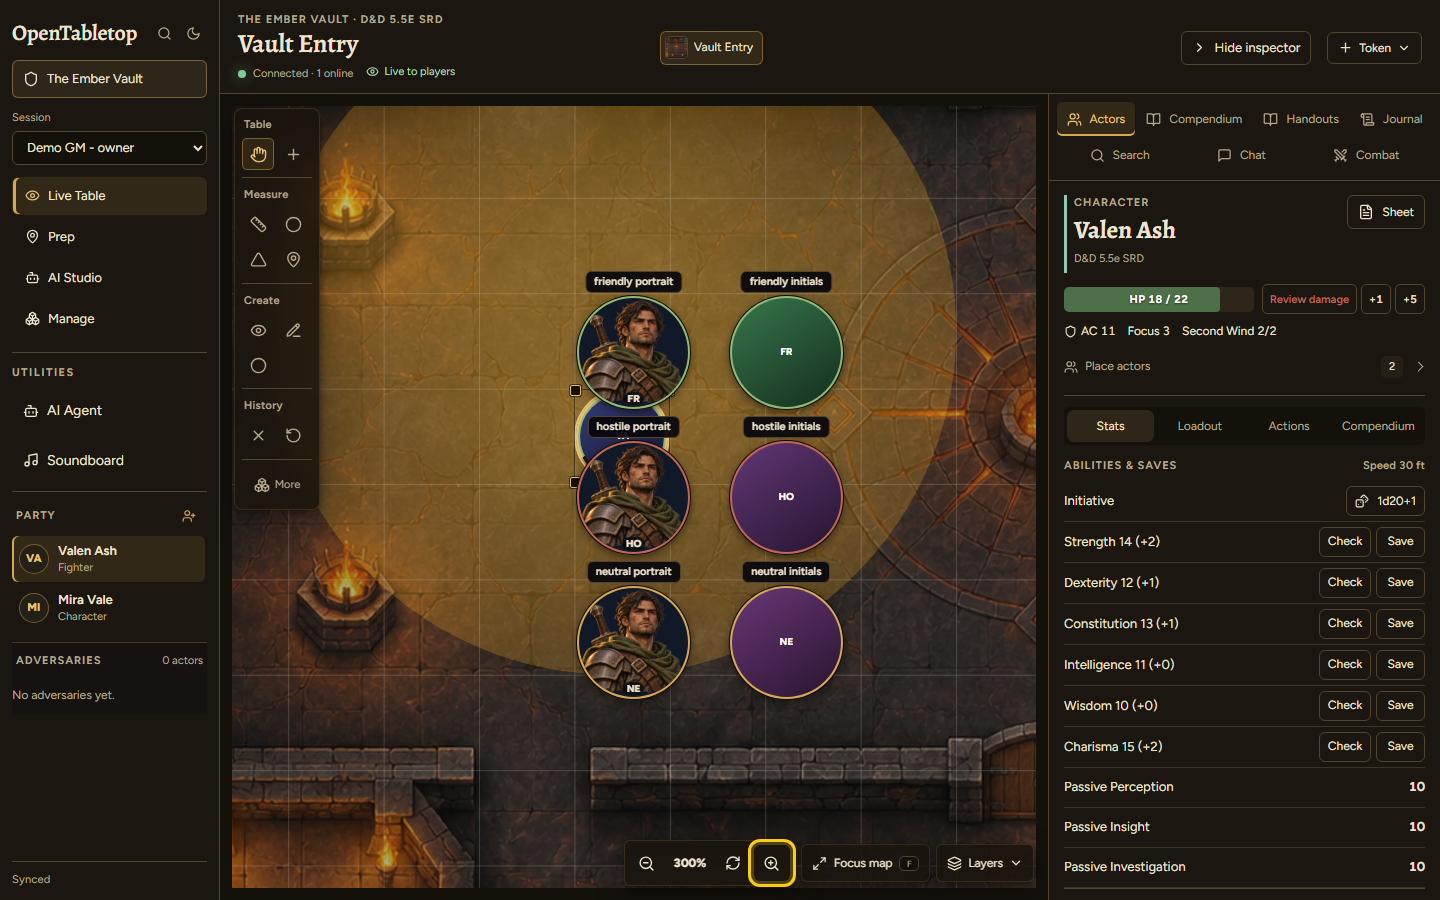 OpenTabletop
The Ember Vault
Session
Demo GM - owner
Live Table
Prep
AI Studio
Manage
UTILITIES
AI Agent
Soundboard
PARTY
VA
Valen Ash
Fighter
MI
Mira Vale
Character
ADVERSARIES
0 actors
No adversaries yet.
Synced
THE EMBER VAULT · D&D 5.5E SRD
Vault Entry
Connected · 1 online
Live to players
Vault Entry
Hide inspector
Token
Table
Measure
Create
History
More
friendly portrait
friendly initials
FR
FR
hostile portrait
hostile initials
HO
HO
neutral portrait
neutral initials
NE
NE
300%
Focus map
F
Layers
Actors
Compendium
Handouts
Journal
Search
Chat
Combat
CHARACTER
Valen Ash
D&D 5.5e SRD
Sheet
HP 18 / 22
Review damage
+1
+5
AC 11
Focus 3
Second Wind 2/2
Place actors
2
Stats
Loadout
Actions
Compendium
ABILITIES & SAVES
Speed 30 ft
Initiative
1d20+1
Strength 14 (+2)
Check
Save
Dexterity 12 (+1)
Check
Save
Constitution 13 (+1)
Check
Save
Intelligence 11 (+0)
Check
Save
Wisdom 10 (+0)
Check
Save
Charisma 15 (+2)
Check
Save
Passive Perception
10
Passive Insight
10
Passive Investigation
10